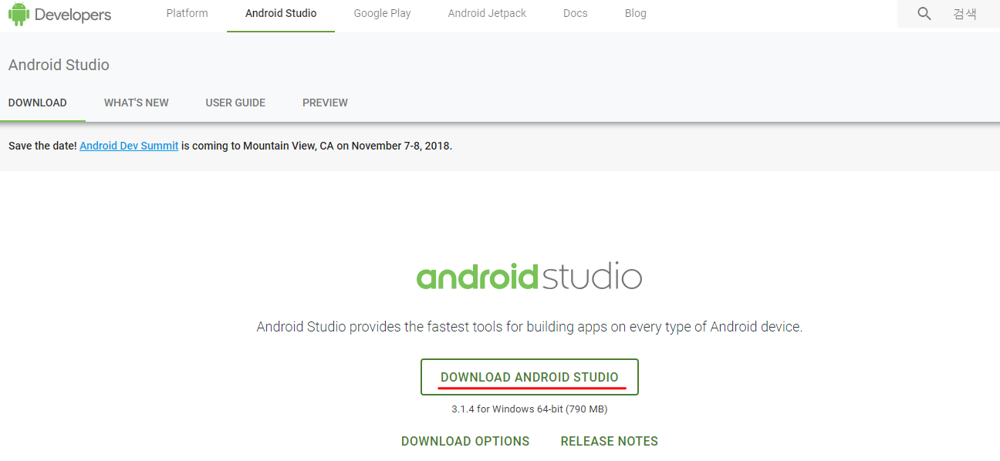 Developers Platform Android Studio Google Play Android Jetpack Docs Blog 검색
Android Studio
DOWNLOAD WHAT'S NEW USER GUIDE PREVIEW
Save the date! Android Dev Summit is coming to Mountain View, CA on November 7-8, 2018.
androidstudio
Android Studio provides the fastest tools for building apps on every type of Android device.
DOWNLOAD ANDROID STUDIO
3.1.4 for Windows 64-bit (790 MB)
DOWNLOAD OPTIONS RELEASE NOTES